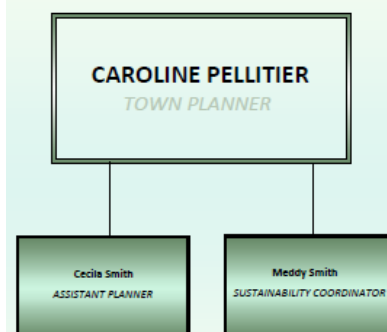 CAROLINE PELLITIER
TOWN PLANNER
Cecila Smith
ASSISTANT PLANNER
Meddy Smith
SUSTAINABILITY COORDINATOR